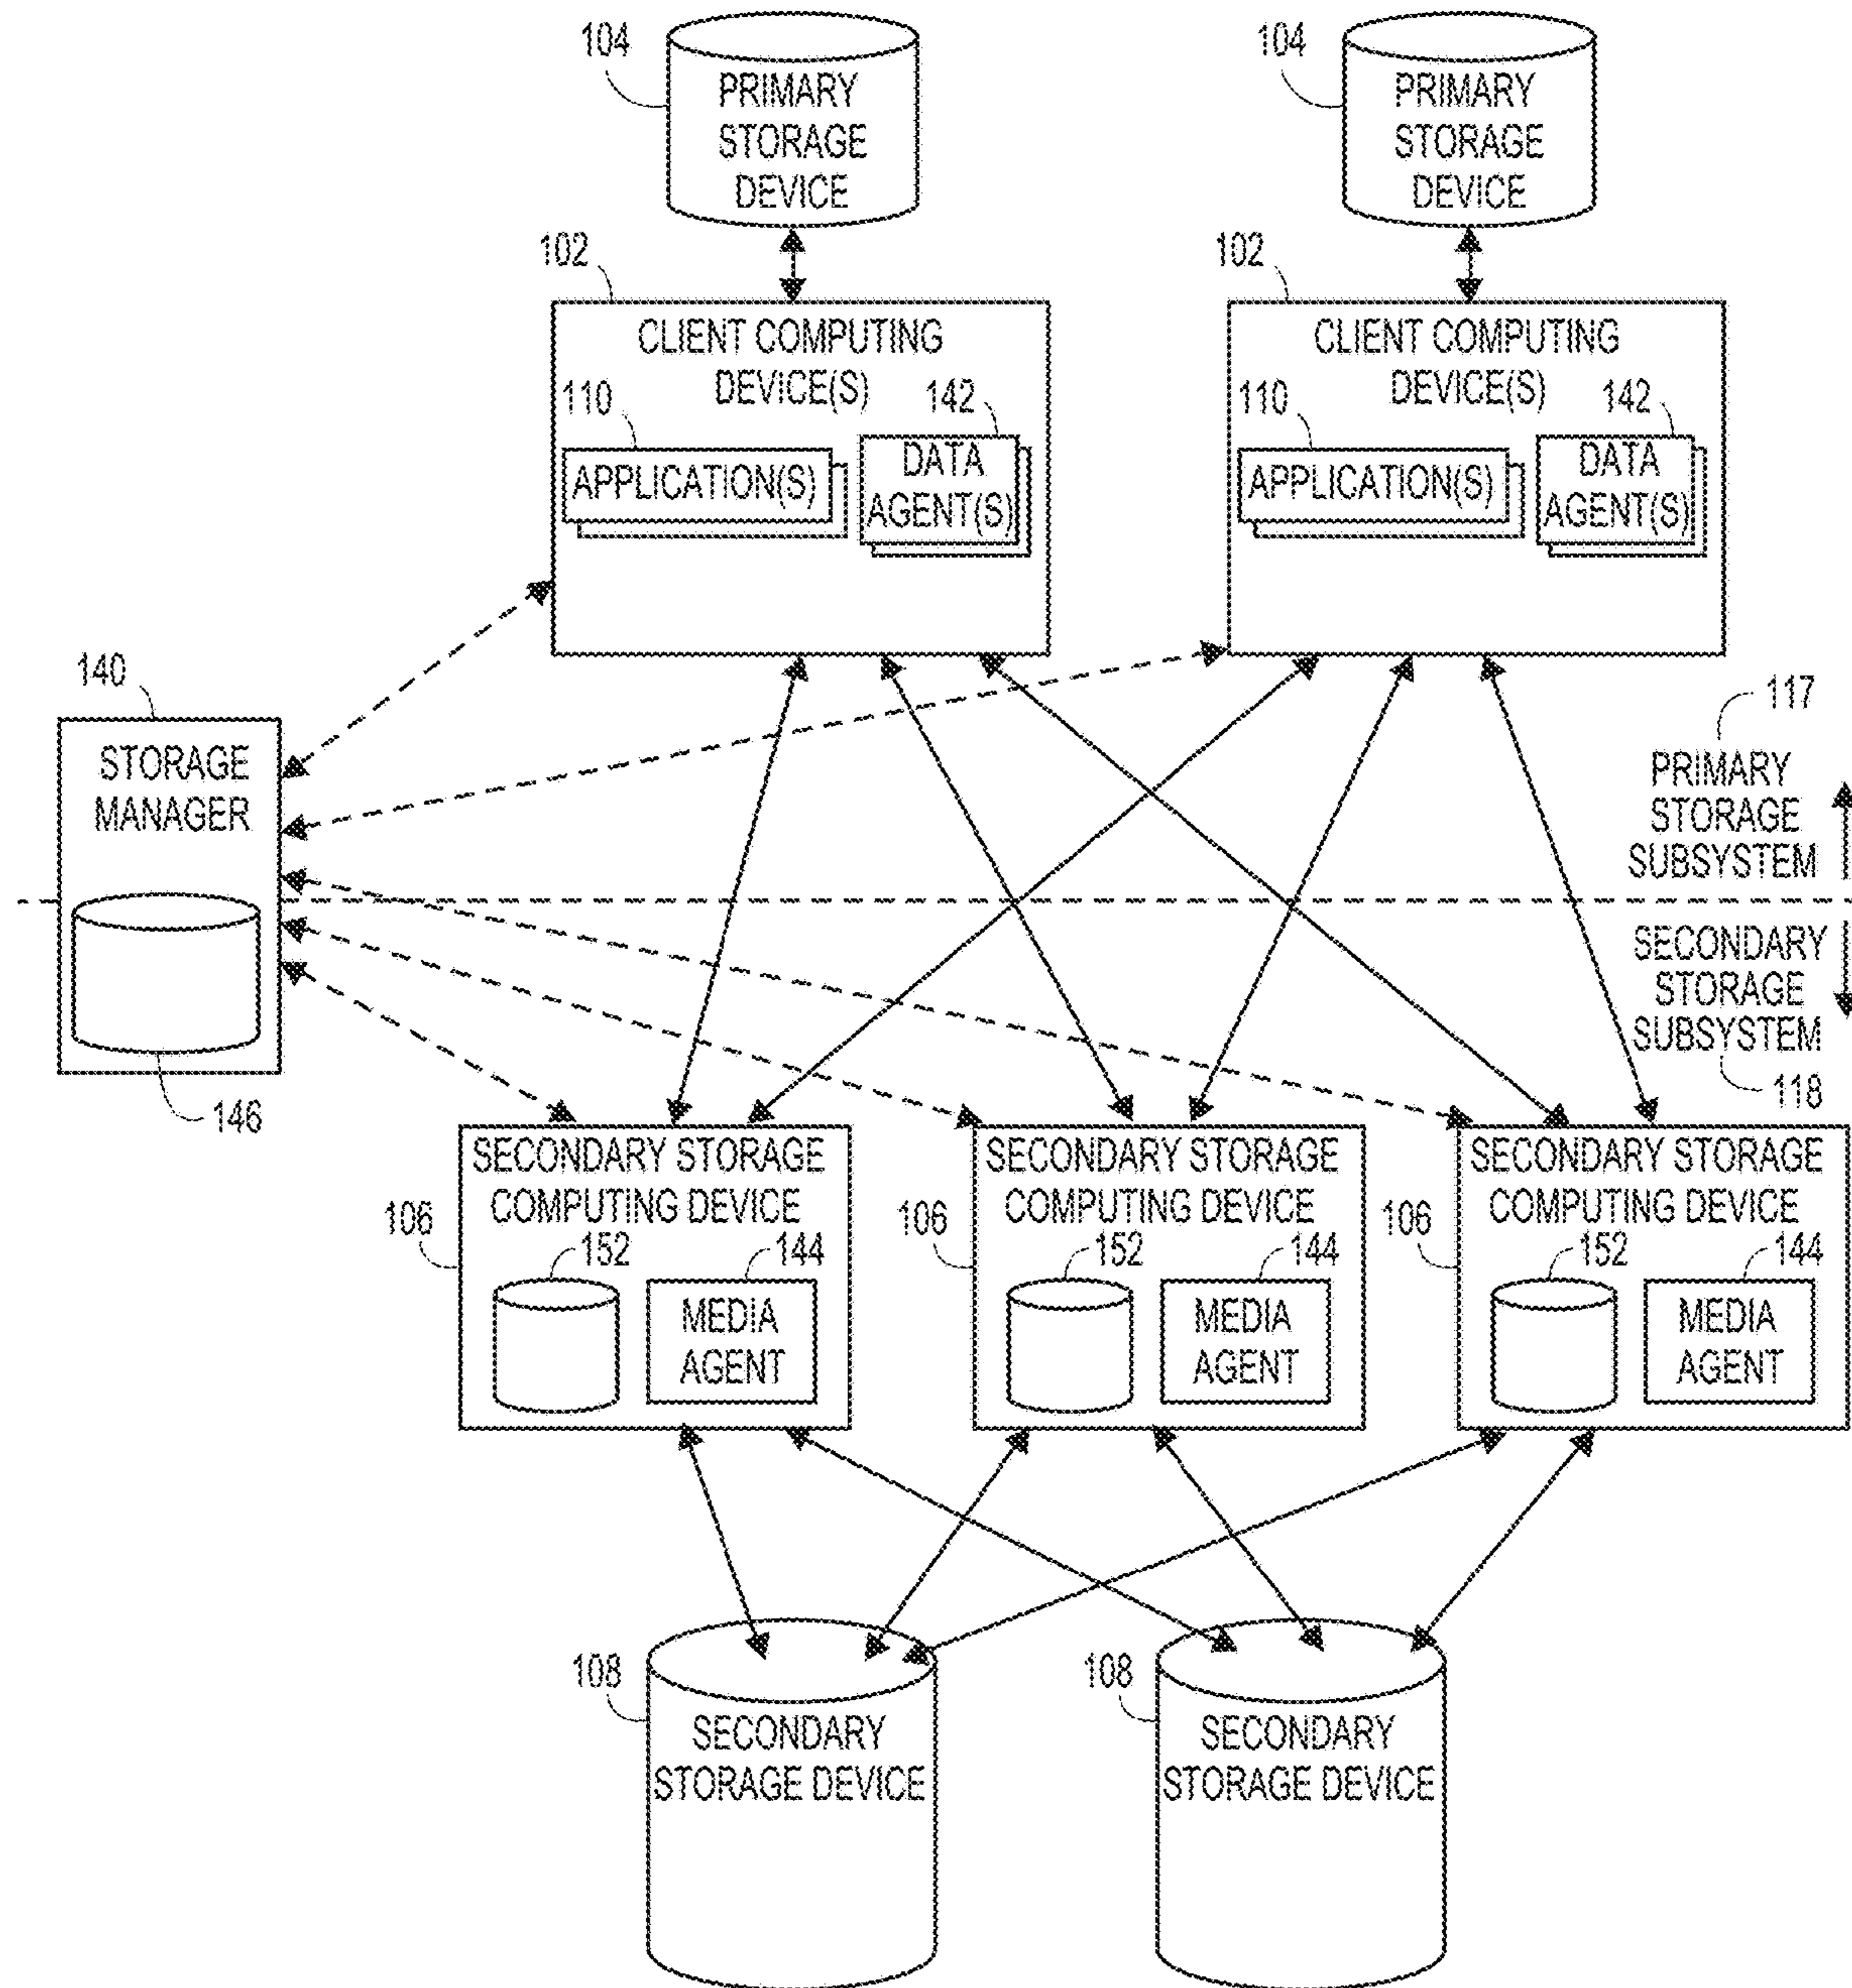 104
PRIMARY
STORAGE
DEVICE
104
PRIMARY
STORAGE
DEVICE
102
CLIENT COMPUTING
DEVICE(S)
110
142
APPLICATION(S)
DATA
AGENT(S)
102
CLIENT COMPUTING
DEVICE(S)
110
142
APPLICATION(S)
DATA
AGENT(S)
140
STORAGE
MANAGER
146
117
PRIMARY
STORAGE
SUBSYSTEM
SECONDARY
STORAGE
SUBSYSTEM
118
106
SECONDARY STORAGE
COMPUTING DEVICE
152
144
MEDIA
AGENT
106
SECONDARY STORAGE
COMPUTING DEVICE
152
144
MEDIA
AGENT
106
SECONDARY STORAGE
COMPUTING DEVICE
152
144
MEDIA
AGENT
108
SECONDARY
STORAGE DEVICE
108
SECONDARY
STORAGE DEVICE